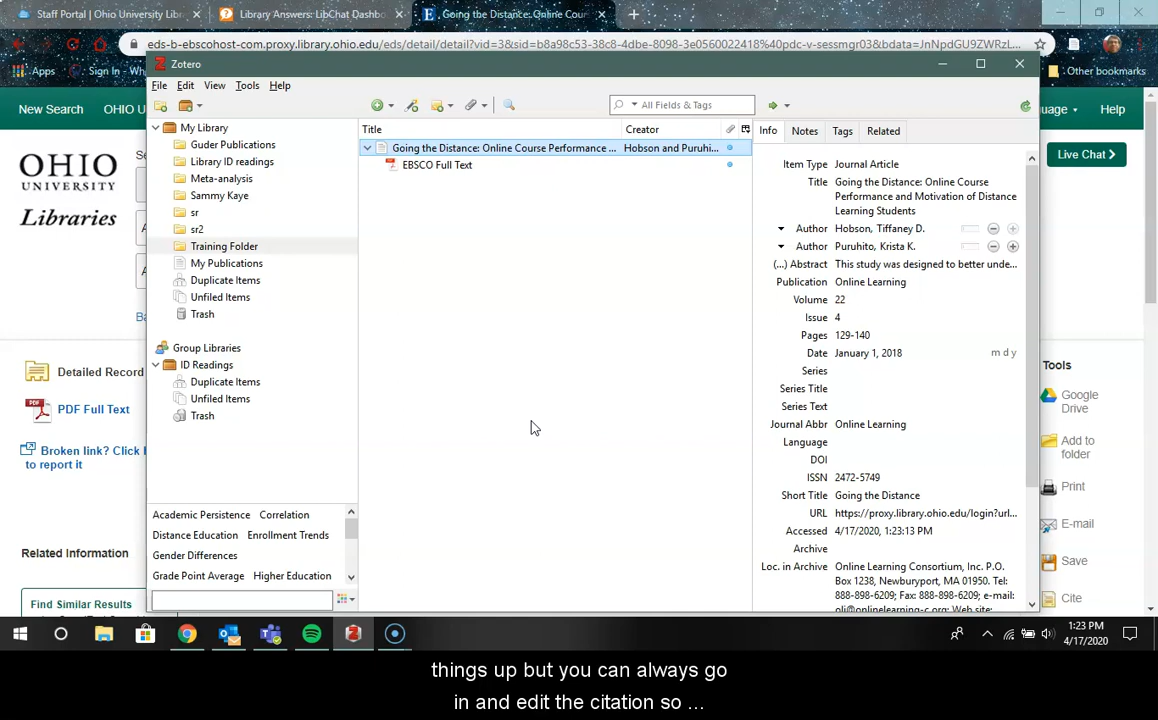 Staff Portal | Ohio University Libr
Library Answers: LibChat Dashbo
Going the Distance: Online Cour
eds-b-ebscohost-com.proxy.library.ohio.edu/eds/detail/detail?vid=3&sid=b8a98c53-38c8-4dbe-8098-3e0560022418%40pdc-v-sessmgr03&bdata=JnNpdGU9ZWRzL...
Apps
Sign In - Wh
Other bookmarks
New Search
OHIO U
guage
Help
OHIO
UNIVERSITY
Libraries
Se
A
A
Ba
Live Chat
Detailed Record
PDF Full Text
Broken link? Click
to report it
Related Information
Find Similar Results
Tools
Google
Drive
Add to
folder
Print
E-mail
Save
Cite
Zotero
File Edit View Tools Help
All Fields & Tags
My Library
Guder Publications
Library ID readings
Meta-analysis
Sammy Kaye
sr
sr2
Training Folder
My Publications
Duplicate Items
Unfiled Items
Trash
Group Libraries
ID Readings
Duplicate Items
Unfiled Items
Trash
Academic Persistence Correlation
Distance Education Enrollment Trends
Gender Differences
Grade Point Average Higher Education
Title Creator
Going the Distance: Online Course Performance ... Hobson and Puruhi...
EBSCO Full Text
Info Notes Tags Related
Item Type Journal Article
Title Going the Distance: Online Course
Performance and Motivation of Distance
Learning Students
Author Hobson, Tiffaney D.
Author Puruhito, Krista K.
(...) Abstract This study was designed to better unde...
Publication Online Learning
Volume 22
Issue 4
Pages 129-140
Date January 1, 2018 m d y
Series
Series Title
Series Text
Journal Abbr Online Learning
Language
DOI
ISSN 2472-5749
Short Title Going the Distance
URL https://proxy.library.ohio.edu/login?url...
Accessed 4/17/2020, 1:23:13 PM
Archive
Loc. in Archive Online Learning Consortium, Inc. P.O.
Box 1238, Newburyport, MA 01950. Tel:
888-898-6209; Fax: 888-898-6209; e-mail:
olj@onlinelearning-c.org; Web site:
1:23 PM
4/17/2020
things up but you can always go
in and edit the citation so ...